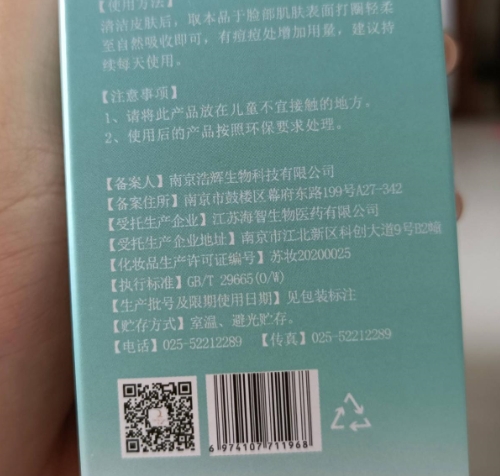 【使用方法】
清洁皮肤后，取本品于脸部肌肤表面打圈轻柔
至自然吸收即可，有痘痘处增加用量，建议持
续每天使用。
【注意事项】
1、请将此产品放在儿童不宜接触的地方。
2、使用后的产品按照环保要求处理。
【备案人】南京浩辉生物科技有限公司
【备案住所】南京市鼓楼区幕府东路199号A27-342
【受托生产企业】江苏海智生物医药有限公司
【受托生产企业地址】南京市江北新区科创大道9号B2幢
【化妆品生产许可证编号】苏妆20200025
【执行标准】GB/T 29665(O/W)
【生产批号及限期使用日期】见包装标注
【贮存方式】室温、避光贮存。
【电话】025-52212289 【传真】025-52212289
6 974107 711968